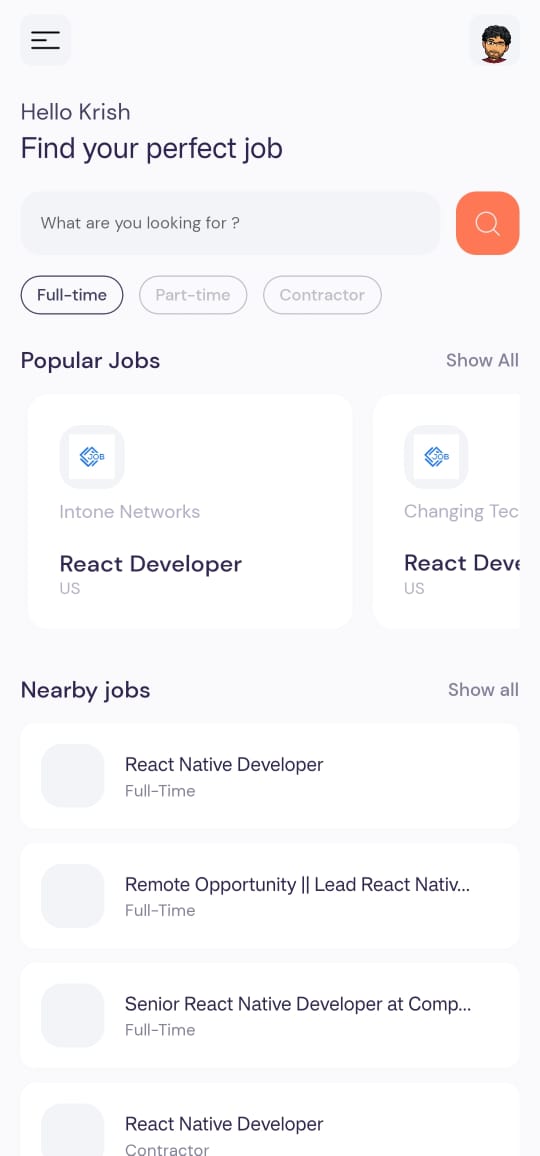 Hello Krish
Find your perfect job
What are you looking for ?
Full-time
Part-time
Contractor
Popular Jobs
Show All
JOB
Intone Networks
React Developer
US
JOB
Changing Tec
React Deve
US
Nearby jobs
Show all
React Native Developer
Full-Time
Remote Opportunity || Lead React Nativ...
Full-Time
Senior React Native Developer at Comp...
Full-Time
React Native Developer
Contractor